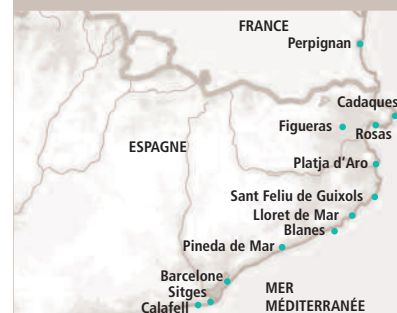 FRANCE
Perpignan
Cadaques
Figueras
Rosas
ESPAGNE
Platja d’Aro
Sant Feliu de Guixols
Lloret de Mar
Blanes
Pineda de Mar
Barcelone
Sitges
Calafell
MER
MÉDITERRANÉE